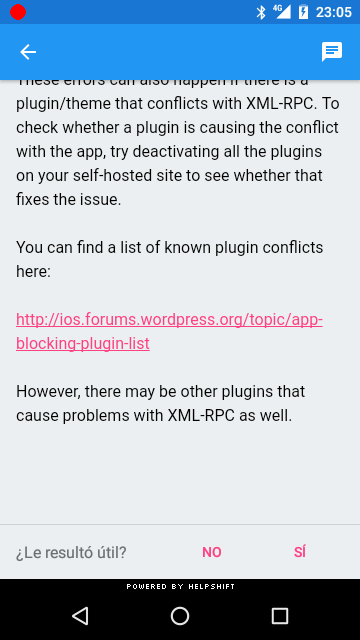 4G 23:05
These errors can also happen if there is a
plugin/theme that conflicts with XML-RPC. To
check whether a plugin is causing the conflict
with the app, try deactivating all the plugins
on your self-hosted site to see whether that
fixes the issue.
You can find a list of known plugin conflicts
here:
http://ios.forums.wordpress.org/topic/app-
blocking-plugin-list
However, there may be other plugins that
cause problems with XML-RPC as well.
¿Le resultó útil? NO SÍ
POWERED BY HELPSHIFT